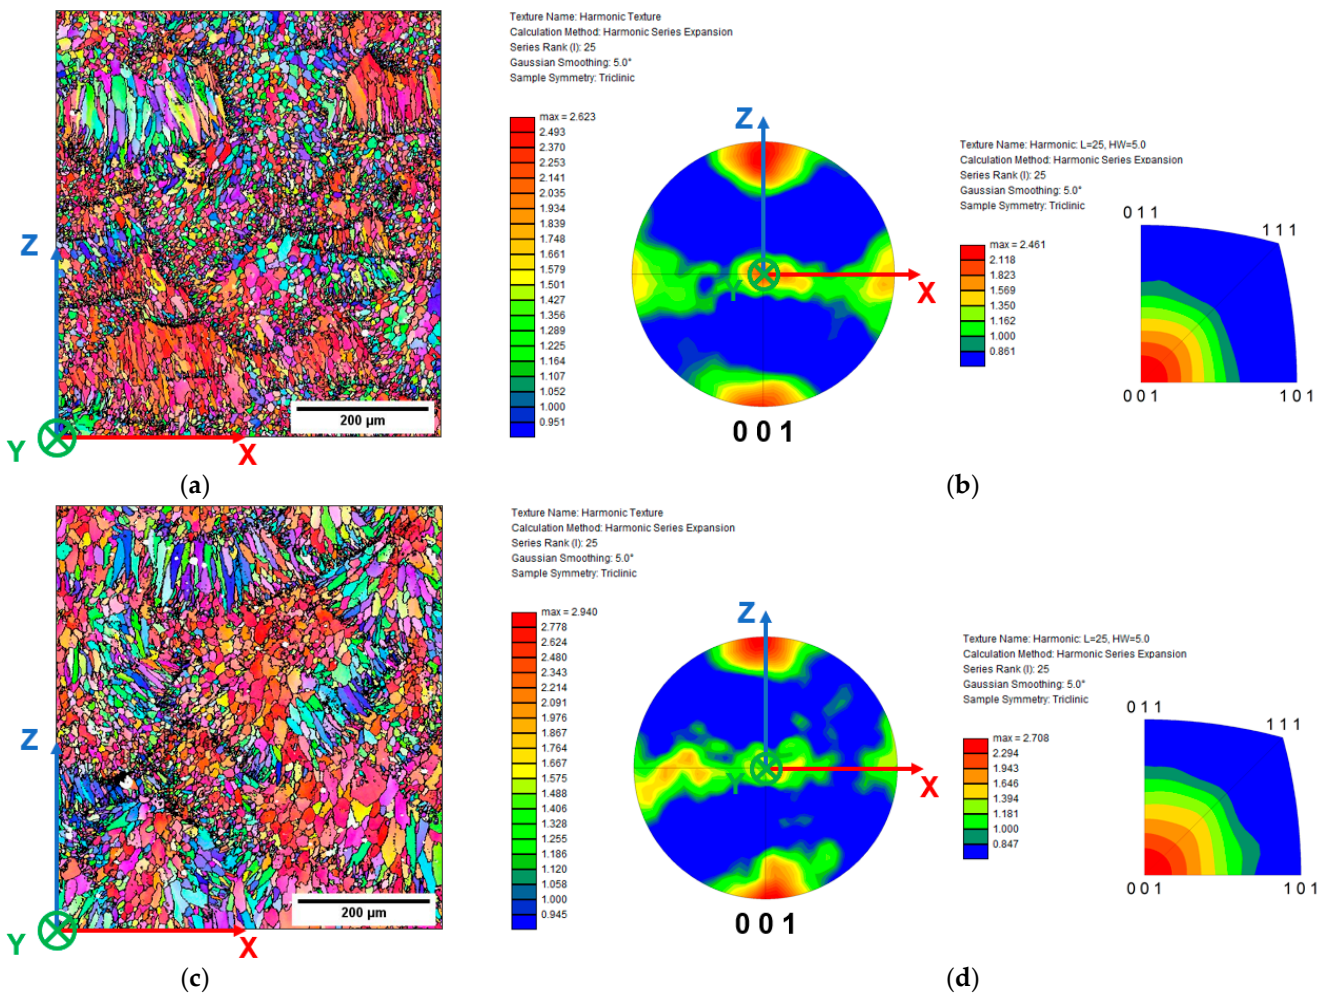 Z
Y
X
200 µm
(a)
Texture Name: Harmonic Texture
Calculation Method: Harmonic Series Expansion
Series Rank (l): 25
Gaussian Smoothing: 5.0°
Sample Symmetry: Triclinic
max = 2.623
2.493
2.370
2.253
2.141
2.035
1.934
1.839
1.748
1.661
1.579
1.501
1.427
1.356
1.289
1.225
1.164
1.107
1.052
1.000
0.951
Z
Y
X
0 0 1
Texture Name: Harmonic: L=25, HW=5.0
Calculation Method: Harmonic Series Expansion
Series Rank (l): 25
Gaussian Smoothing: 5.0°
Sample Symmetry: Triclinic
max = 2.461
2.118
1.823
1.569
1.350
1.162
1.000
0.861
0 1 1
1 1 1
0 0 1
1 0 1
(b)
Z
Y
X
200 µm
(c)
Texture Name: Harmonic Texture
Calculation Method: Harmonic Series Expansion
Series Rank (l): 25
Gaussian Smoothing: 5.0°
Sample Symmetry: Triclinic
max = 2.940
2.778
2.624
2.480
2.343
2.214
2.091
1.976
1.867
1.764
1.667
1.575
1.488
1.406
1.328
1.255
1.186
1.120
1.058
1.000
0.945
Z
Y
X
0 0 1
Texture Name: Harmonic: L=25, HW=5.0
Calculation Method: Harmonic Series Expansion
Series Rank (l): 25
Gaussian Smoothing: 5.0°
Sample Symmetry: Triclinic
max = 2.708
2.294
1.943
1.646
1.394
1.181
1.000
0.847
0 1 1
1 1 1
0 0 1
1 0 1
(d)